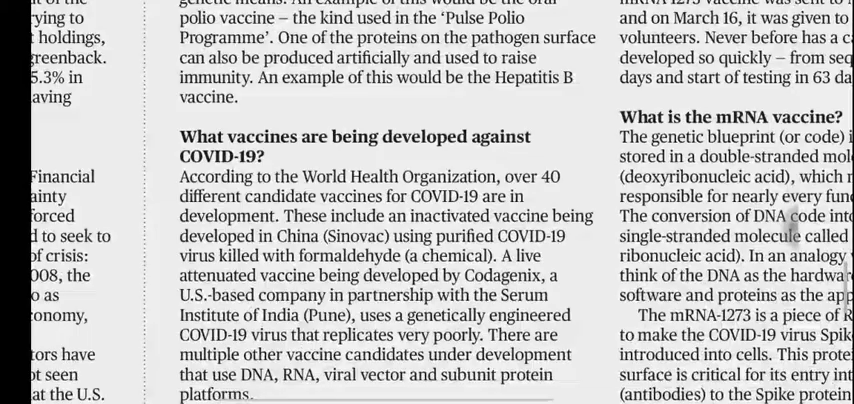 rying to
holdings,
greenback.
5.3% in
aving
Financial
ainty
forced
d to seek to
of crisis:
008, the
o as
conomy,
tors have
ot seen
at the U.S.
polio vaccine – the kind used in the ‘Pulse Polio
Programme’. One of the proteins on the pathogen surface
can also be produced artificially and used to raise
immunity. An example of this would be the Hepatitis B
vaccine.
What vaccines are being developed against
COVID-19?
According to the World Health Organization, over 40
different candidate vaccines for COVID-19 are in
development. These include an inactivated vaccine being
developed in China (Sinovac) using purified COVID-19
virus killed with formaldehyde (a chemical). A live
attenuated vaccine being developed by Codagenix, a
U.S.-based company in partnership with the Serum
Institute of India (Pune), uses a genetically engineered
COVID-19 virus that replicates very poorly. There are
multiple other vaccine candidates under development
that use DNA, RNA, viral vector and subunit protein
platforms.
and on March 16, it was given to
volunteers. Never before has a
developed so quickly – from seq
days and start of testing in 63 da
What is the mRNA vaccine?
The genetic blueprint (or code) i
stored in a double-stranded mol
(deoxyribonucleic acid), which
responsible for nearly every fun
The conversion of DNA code into
single-stranded molecule called
ribonucleic acid). In an analogy
think of the DNA as the hardwa
software and proteins as the app
The mRNA-1273 is a piece of R
to make the COVID-19 virus Spik
introduced into cells. This prote
surface is critical for its entry int
(antibodies) to the Spike protein